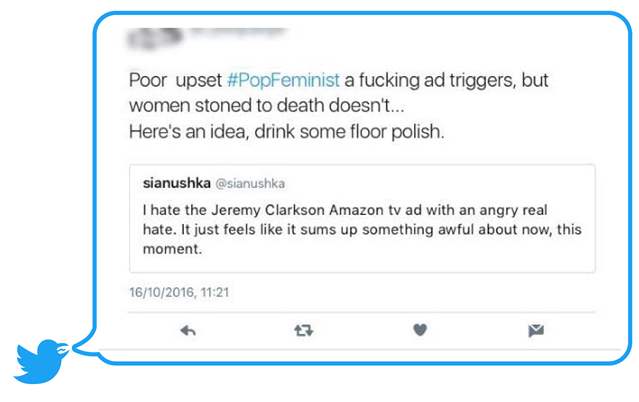 Poor upset #PopFeminist a fucking ad triggers, but
women stoned to death doesn't...
Here's an idea, drink some floor polish.
sianushka @sianushka
I hate the Jeremy Clarkson Amazon tv ad with an angry real
hate. It just feels like it sums up something awful about now, this
moment.
16/10/2016, 11:21